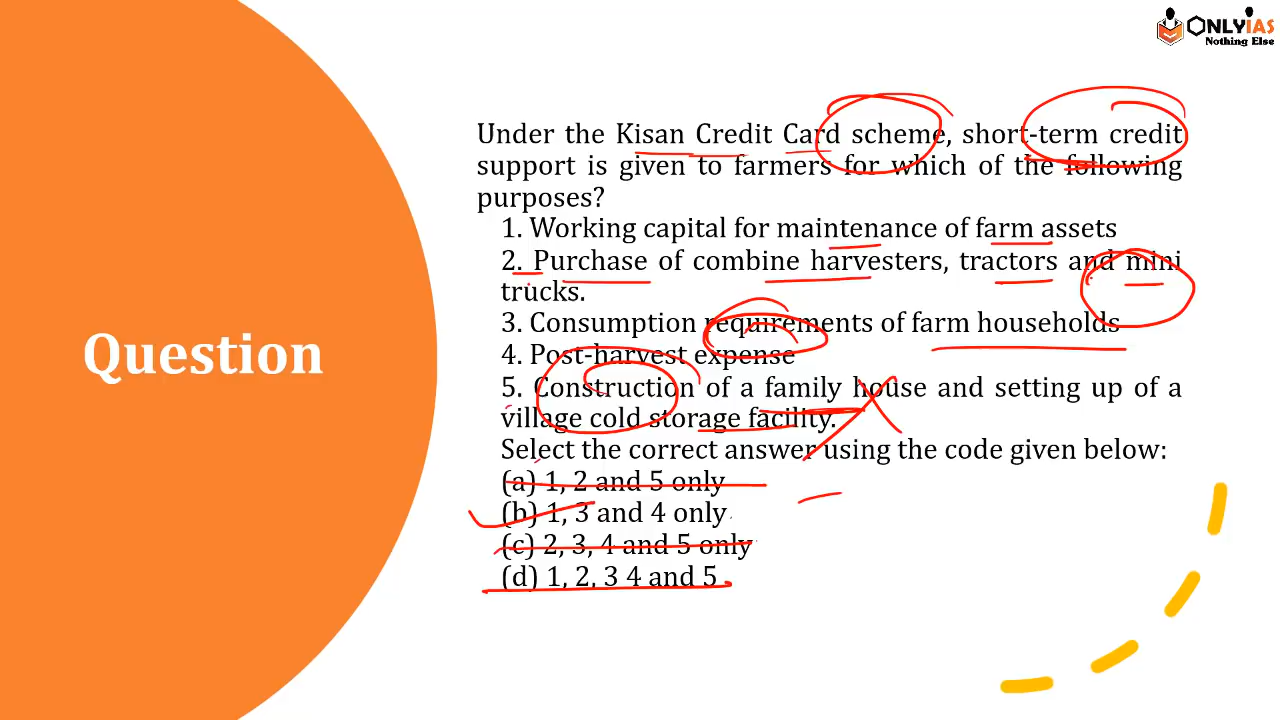 ONLYIAS
Nothing Else
Question
Under the Kisan Credit Card scheme, short-term credit
support is given to farmers for which of the following
purposes?
1. Working capital for maintenance of farm assets
2. Purchase of combine harvesters, tractors and mini
trucks.
3. Consumption requirements of farm households
4. Post-harvest expense
5. Construction of a family house and setting up of a
village cold storage facility.
Select the correct answer using the code given below:
(a) 1, 2 and 5 only
(b) 1, 3 and 4 only
(c) 2, 3, 4 and 5 only
(d) 1, 2, 3 4 and 5